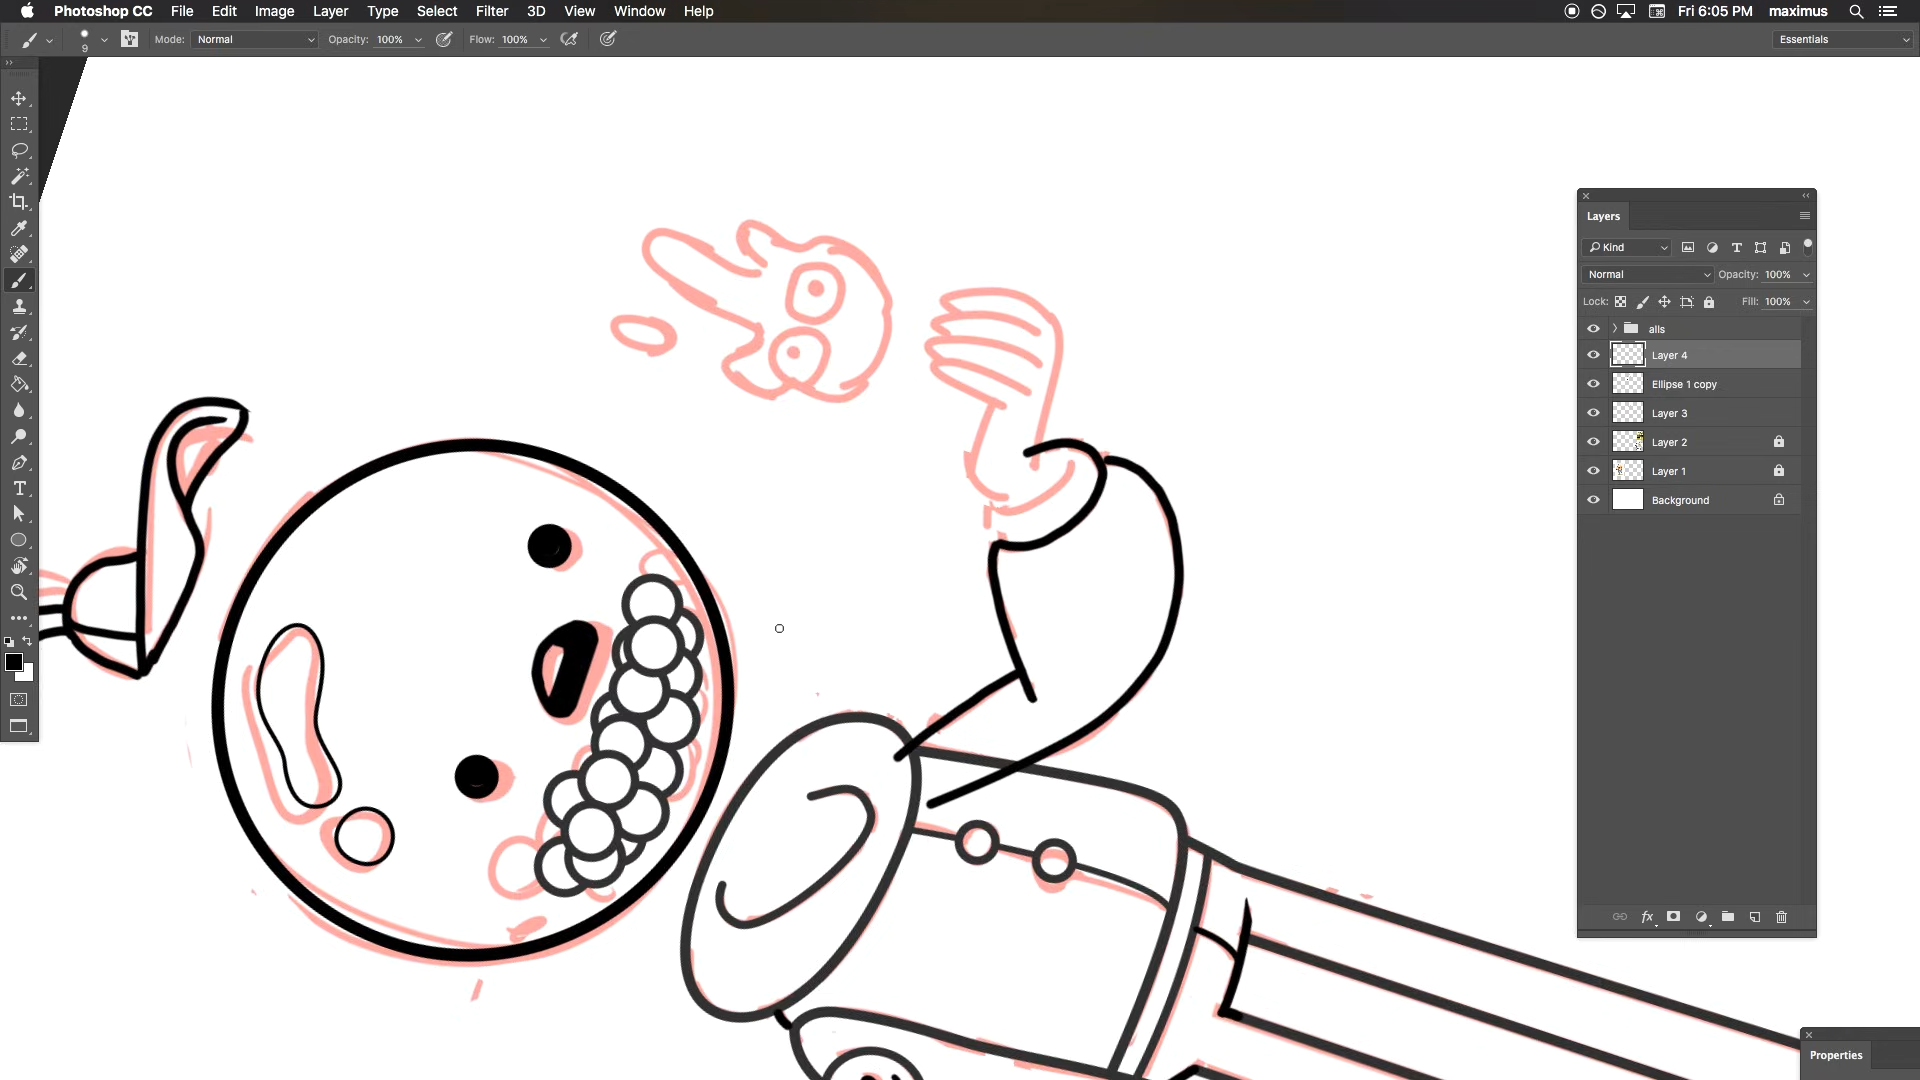 Photoshop CC File Edit Image Layer Type Select Filter 3D View Window Help Fri 6:05 PM maximus
9 Mode: Normal Opacity: 100% Flow: 100% Essentials
Layers
Kind
Normal Opacity: 100%
Lock: Fill: 100%
alls
Layer 4
Ellipse 1 copy
Layer 3
Layer 2
Layer 1
Background
fx
Properties